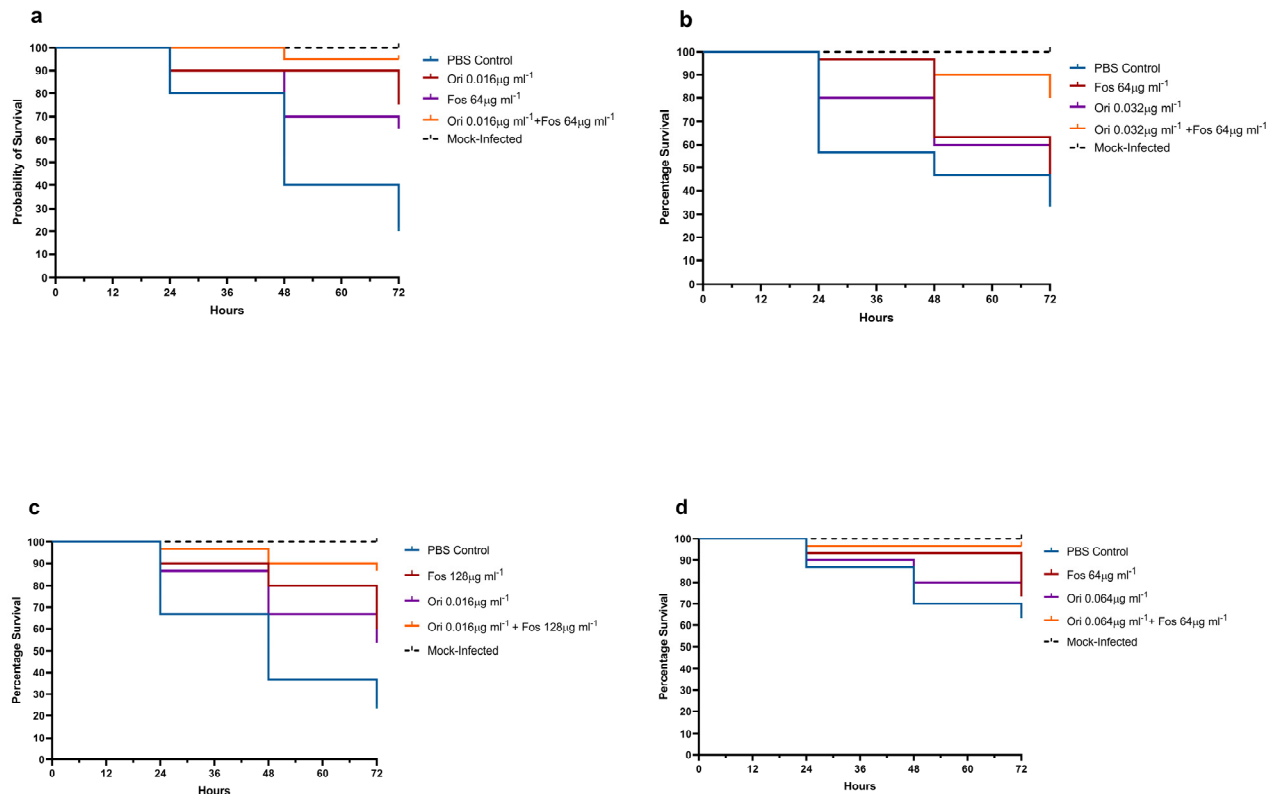 a
100
90
80
70
60
50
40
30
20
10
0
Probability of Survival
0 12 24 36 48 60 72
Hours
PBS Control
Ori 0.016μg ml⁻¹
Fos 64μg ml⁻¹
Ori 0.016μg ml⁻¹+Fos 64μg ml⁻¹
Mock-Infected
b
100
90
80
70
60
50
40
30
20
10
0
Percentage Survival
0 12 24 36 48 60 72
Hours
PBS Control
Fos 64μg ml⁻¹
Ori 0.032μg ml⁻¹
Ori 0.032μg ml⁻¹ +Fos 64μg ml⁻¹
Mock-Infected
c
100
90
80
70
60
50
40
30
20
10
0
Percentage Survival
0 12 24 36 48 60 72
Hours
PBS Control
Fos 128μg ml⁻¹
Ori 0.016μg ml⁻¹
Ori 0.016μg ml⁻¹ + Fos 128μg ml⁻¹
Mock-Infected
d
100
90
80
70
60
50
40
30
20
10
0
Percentage Survival
0 12 24 36 48 60 72
Hours
PBS Control
Fos 64μg ml⁻¹
Ori 0.064μg ml⁻¹
Ori 0.064μg ml⁻¹+ Fos 64μg ml⁻¹
Mock-Infected